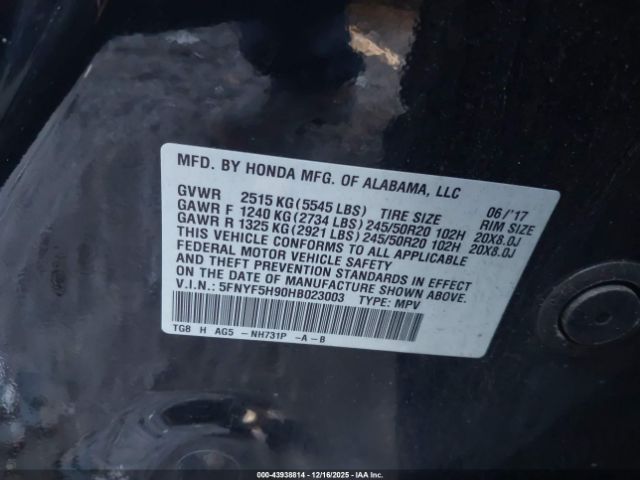 MFD. BY HONDA MFG. OF ALABAMA, LLC
GVWR 2515 KG (5545 LBS) TIRE SIZE 06/'17 RIM SIZE
GAWR F 1240 KG (2734 LBS) 245/50R20 102H 20X8.0J
GAWR R 1325 KG (2921 LBS) 245/50R20 102H 20X8.0J
THIS VEHICLE CONFORMS TO ALL APPLICABLE
FEDERAL MOTOR VEHICLE SAFETY
AND THEFT PREVENTION STANDARDS IN EFFECT
ON THE DATE OF MANUFACTURE SHOWN ABOVE.
V.I.N.: 5FNYF5H90HB023003 TYPE: MPV
TG8 H AG5 -NH731P -A-B
000-43938814 - 12/16/2025 - IAA Inc.